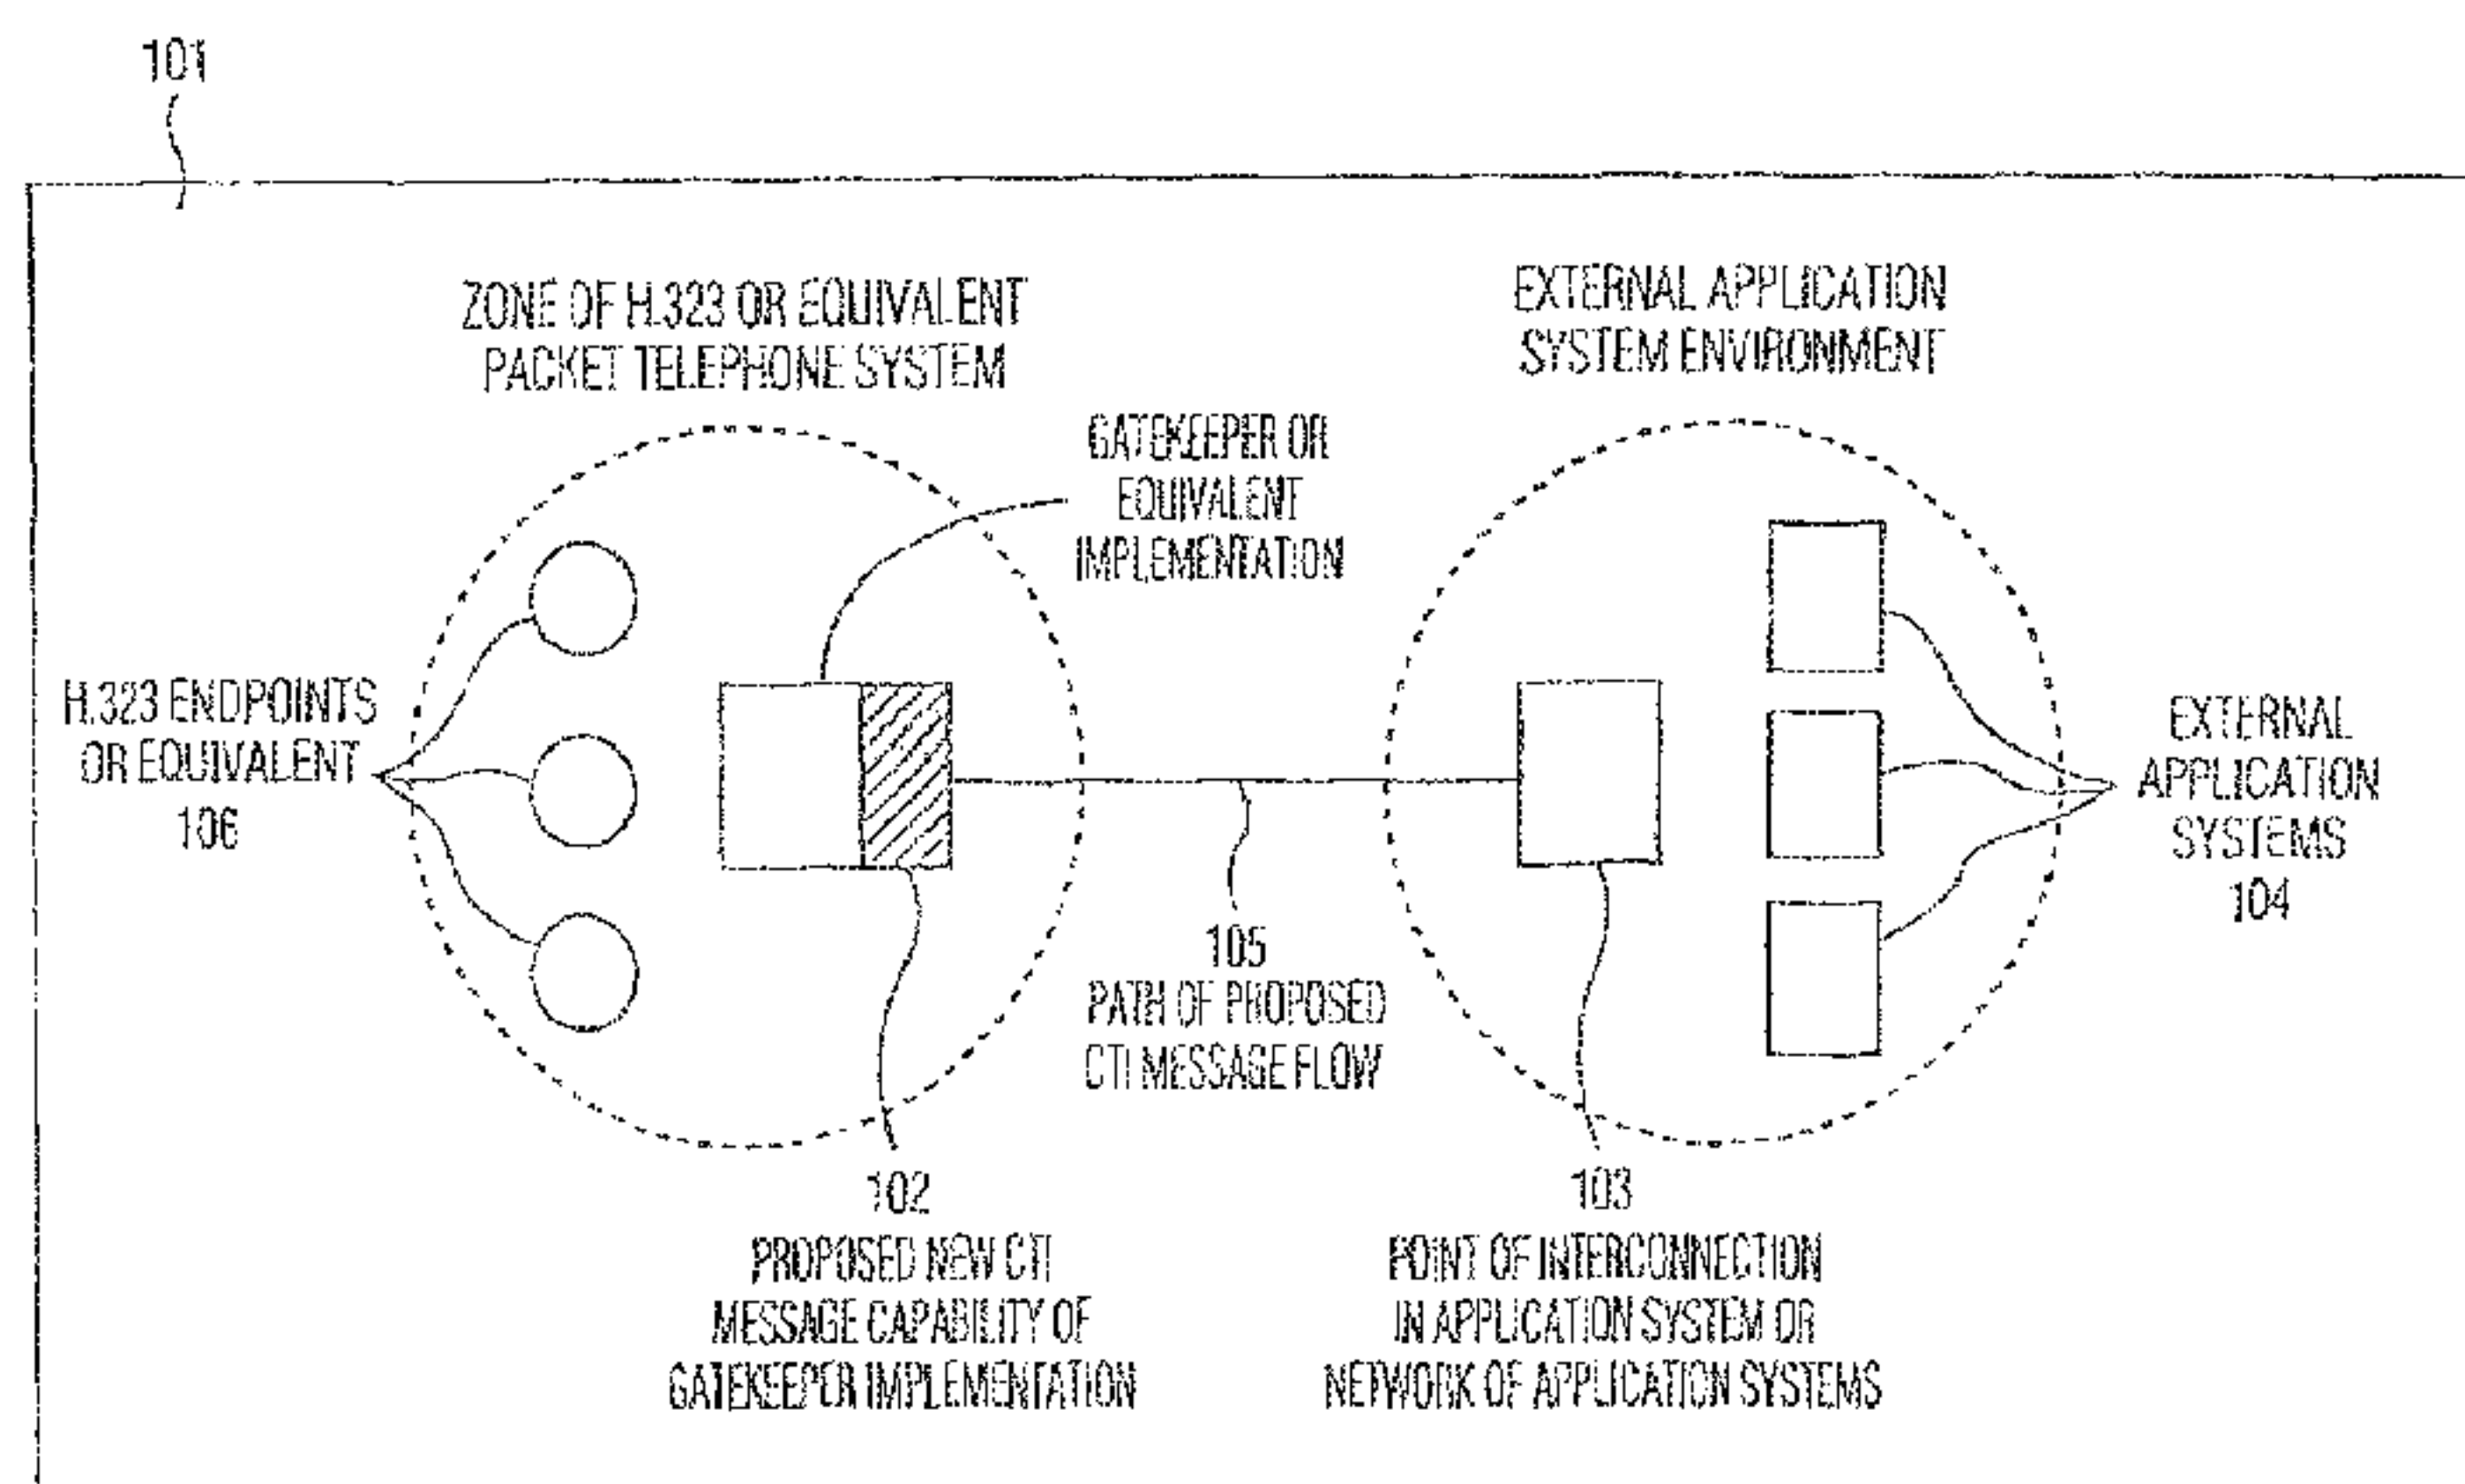 101
ZONE OF H.323 OR EQUIVALENT
PACKET TELEPHONE SYSTEM
EXTERNAL APPLICATION
SYSTEM ENVIRONMENT
GATEKEEPER OR
EQUIVALENT
IMPLEMENTATION
H.323 ENDPOINTS
OR EQUIVALENT
106
EXTERNAL
APPLICATION
SYSTEMS
104
105
PATH OF PROPOSED
CTI MESSAGE FLOW
102
PROPOSED NEW CTI
MESSAGE CAPABILITY OF
GATEKEEPER IMPLEMENTATION
103
POINT OF INTERCONNECTION
IN APPLICATION SYSTEM OR
NETWORK OF APPLICATION SYSTEMS